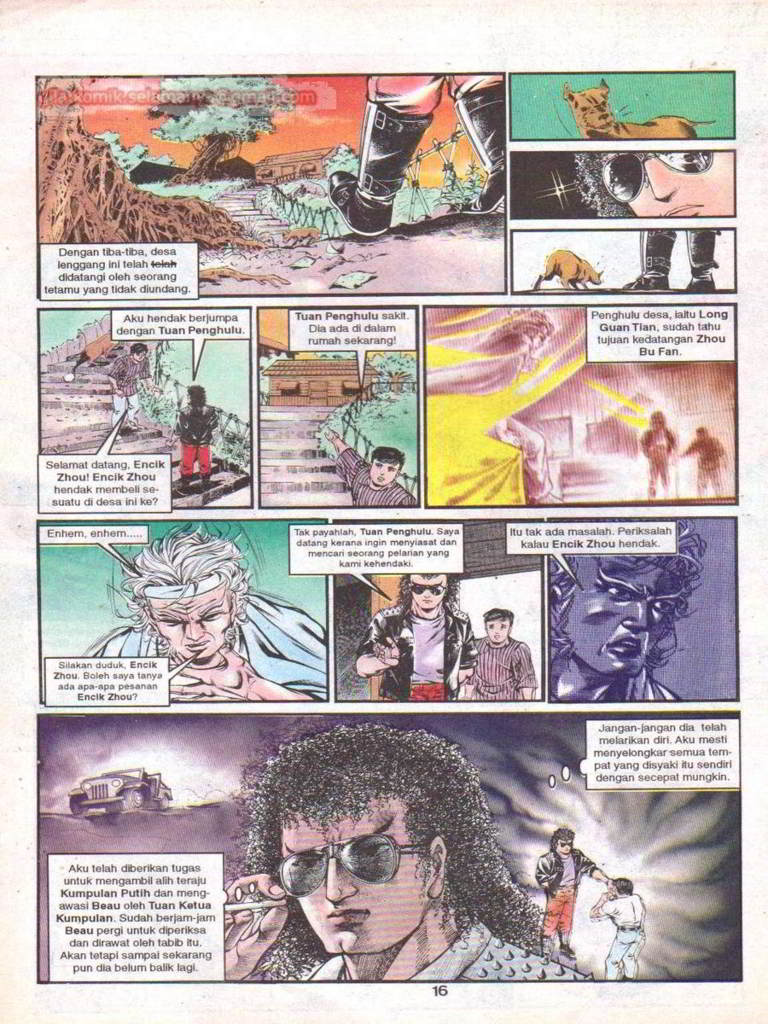 komik-selamanya@gmail.com
Dengan tiba-tiba, desa
lenggang ini telah telah
didatangi oleh seorang
tetamu yang tidak diundang.
Aku hendak berjumpa
dengan Tuan Penghulu.
Selamat datang, Encik
Zhou! Encik Zhou
hendak membeli se-
suatu di desa ini ke?
Tuan Penghulu sakit.
Dia ada di dalam
rumah sekarang!
Penghulu desa, iaitu Long
Guan Tian, sudah tahu
tujuan kedatangan Zhou
Bu Fan.
Enhem, enhem.....
Silakan duduk, Encik
Zhou. Boleh saya tanya
ada apa-apa pesanan
Encik Zhou?
Tak payahlah, Tuan Penghulu. Saya
datang kerana ingin menyiasat dan
mencari seorang pelarian yang
kami kehendaki.
Itu tak ada masalah. Periksalah
kalau Encik Zhou hendak.
Jangan-jangan dia telah
melarikan diri. Aku mesti
menyelongkar semua tem-
pat yang disyaki itu sendiri
dengan secepat mungkin.
Aku telah diberikan tugas
untuk mengambil alih teraju
Kumpulan Putih dan meng-
awasi Beau oleh Tuan Ketua
Kumpulan. Sudah berjam-jam
Beau pergi untuk diperiksa
dan dirawat oleh tabib itu.
Akan tetapi sampai sekarang
pun dia belum balik lagi.
16